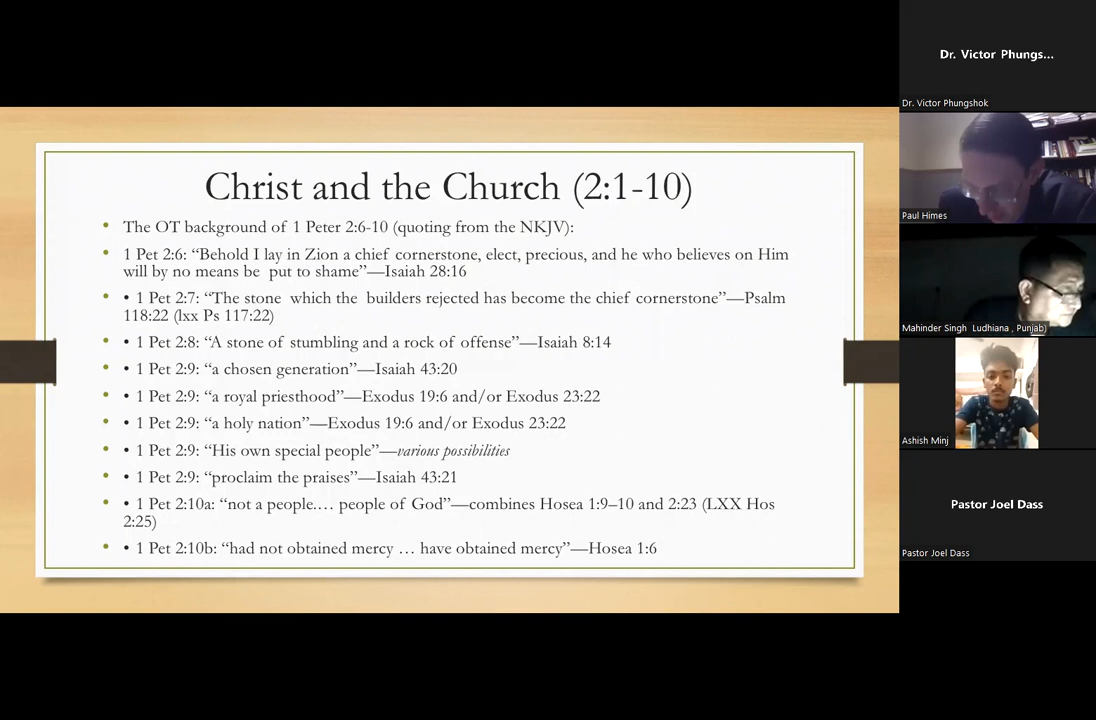 Christ and the Church (2:1-10)
• The OT background of 1 Peter 2:6-10 (quoting from the NKJV):
• 1 Pet 2:6: “Behold I lay in Zion a chief cornerstone, elect, precious, and he who believes on Him
will by no means be put to shame”—Isaiah 28:16
• • 1 Pet 2:7: “The stone which the builders rejected has become the chief cornerstone”—Psalm
118:22 (lxx Ps 117:22)
• • 1 Pet 2:8: “A stone of stumbling and a rock of offense”—Isaiah 8:14
• • 1 Pet 2:9: “a chosen generation”—Isaiah 43:20
• • 1 Pet 2:9: “a royal priesthood”—Exodus 19:6 and/or Exodus 23:22
• • 1 Pet 2:9: “a holy nation”—Exodus 19:6 and/or Exodus 23:22
• • 1 Pet 2:9: “His own special people”—various possibilities
• • 1 Pet 2:9: “proclaim the praises”—Isaiah 43:21
• • 1 Pet 2:10a: “not a people.… people of God”—combines Hosea 1:9–10 and 2:23 (LXX Hos
2:25)
• • 1 Pet 2:10b: “had not obtained mercy … have obtained mercy”—Hosea 1:6
Dr. Victor Phungs...
Dr. Victor Phungshok
Paul Himes
Mahinder Singh Ludhiana , Punjab)
Ashish Minj
Pastor Joel Dass
Pastor Joel Dass